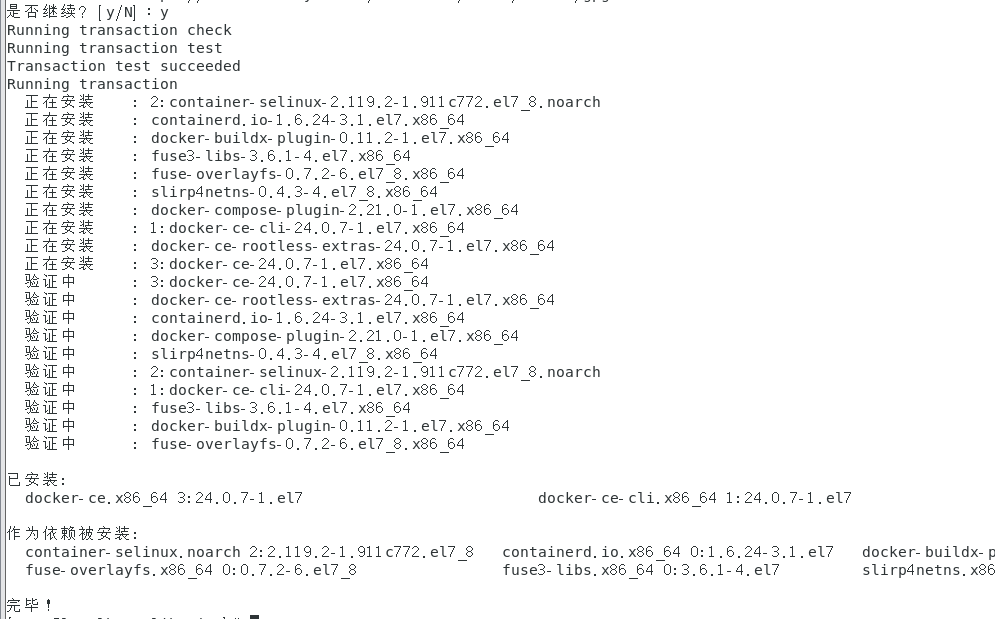 是否继续？[y/N]：y
Running transaction check
Running transaction test
Transaction test succeeded
Running transaction
正在安装 : 2:container-selinux-2.119.2-1.911c772.el7_8.noarch
正在安装 : containerd.io-1.6.24-3.1.el7.x86_64
正在安装 : docker-buildx-plugin-0.11.2-1.el7.x86_64
正在安装 : fuse3-libs-3.6.1-4.el7.x86_64
正在安装 : fuse-overlayfs-0.7.2-6.el7_8.x86_64
正在安装 : slirp4netns-0.4.3-4.el7_8.x86_64
正在安装 : docker-compose-plugin-2.21.0-1.el7.x86_64
正在安装 : 1:docker-ce-cli-24.0.7-1.el7.x86_64
正在安装 : docker-ce-rootless-extras-24.0.7-1.el7.x86_64
正在安装 : 3:docker-ce-24.0.7-1.el7.x86_64
验证中 : 3:docker-ce-24.0.7-1.el7.x86_64
验证中 : docker-ce-rootless-extras-24.0.7-1.el7.x86_64
验证中 : containerd.io-1.6.24-3.1.el7.x86_64
验证中 : docker-compose-plugin-2.21.0-1.el7.x86_64
验证中 : slirp4netns-0.4.3-4.el7_8.x86_64
验证中 : 2:container-selinux-2.119.2-1.911c772.el7_8.noarch
验证中 : 1:docker-ce-cli-24.0.7-1.el7.x86_64
验证中 : fuse3-libs-3.6.1-4.el7.x86_64
验证中 : docker-buildx-plugin-0.11.2-1.el7.x86_64
验证中 : fuse-overlayfs-0.7.2-6.el7_8.x86_64
已安装:
docker-ce.x86_64 3:24.0.7-1.el7 docker-ce-cli.x86_64 1:24.0.7-1.el7
作为依赖被安装:
container-selinux.noarch 2:2.119.2-1.911c772.el7_8 containerd.io.x86_64 0:1.6.24-3.1.el7 docker-buildx-p
fuse-overlayfs.x86_64 0:0.7.2-6.el7_8 fuse3-libs.x86_64 0:3.6.1-4.el7 slirp4netns.x86
完毕！